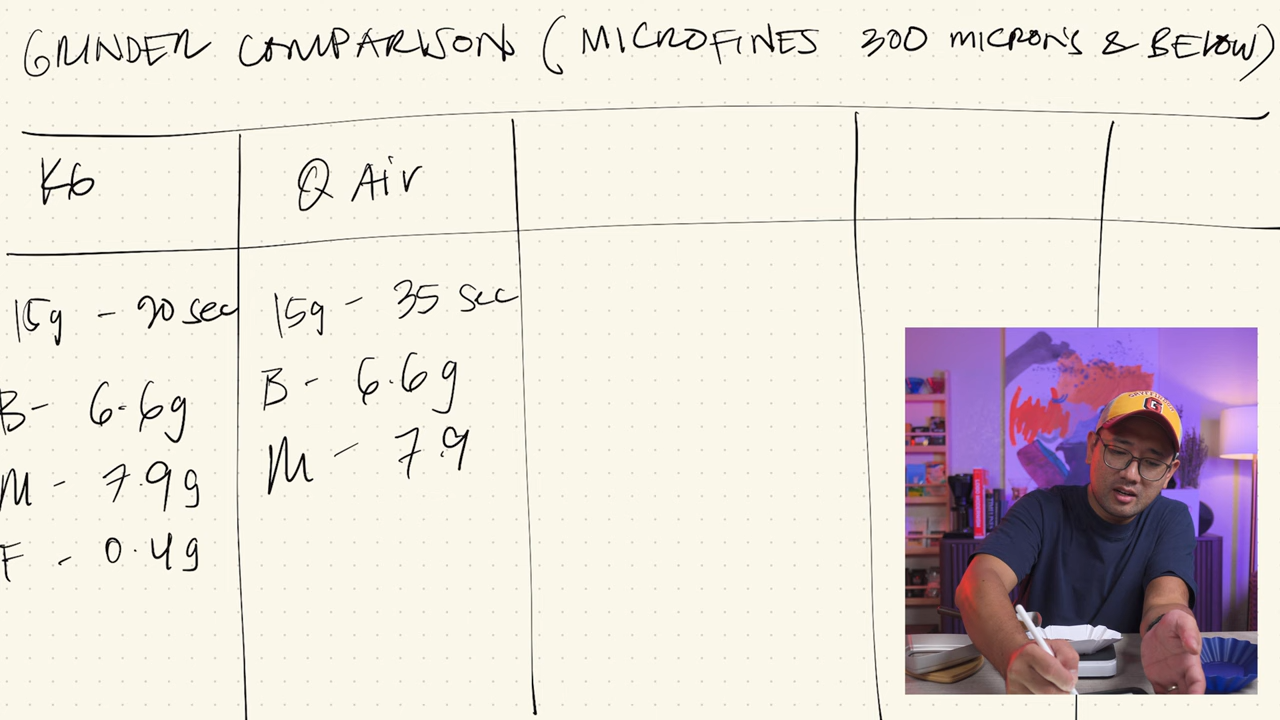 GRINDER COMPARISON (MICROFINES 300 MICRON'S & BELOW)
K6
Q Air
15g - 20 sec
15g - 35 sec
B- 6.6g
B- 6.6g
M - 7.9g
M - 7.9
F - 0.4g
G